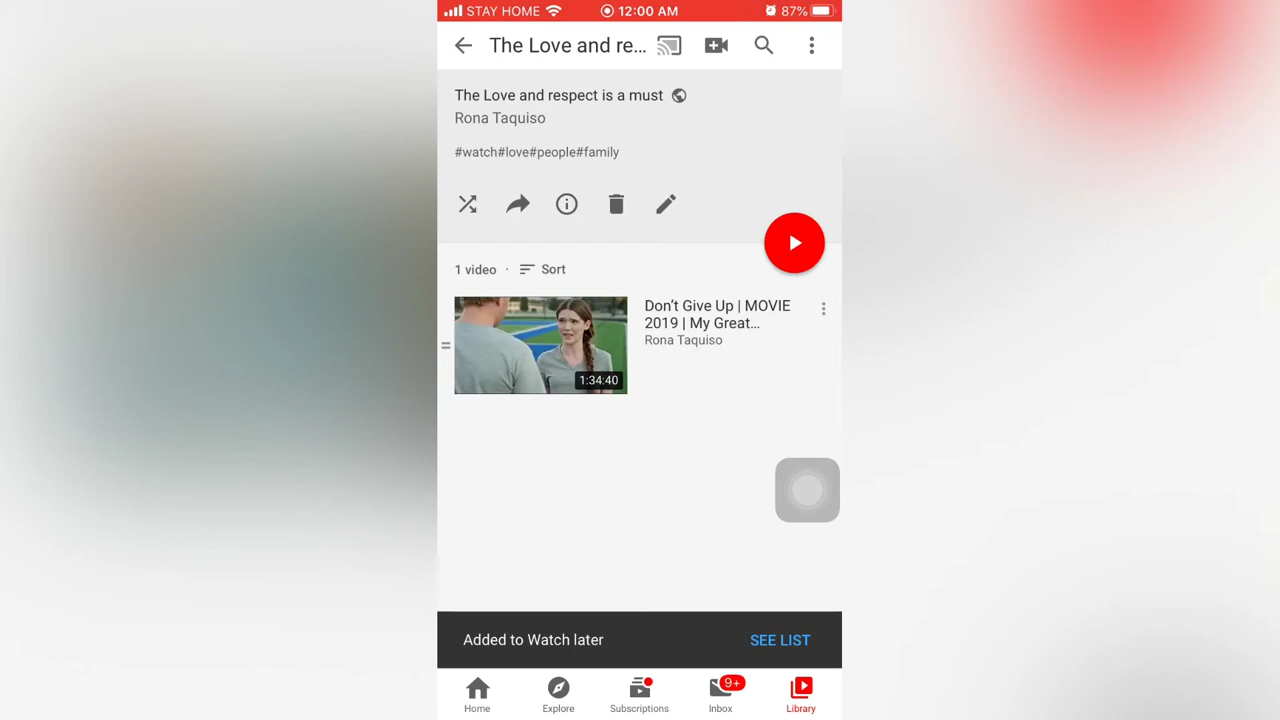 STAY HOME 12:00 AM 87%
The Love and re...
The Love and respect is a must
Rona Taquiso
#watch#love#people#family
1 video · Sort
Don't Give Up | MOVIE
2019 | My Great...
Rona Taquiso
1:34:40
Added to Watch later SEE LIST
9+
Home Explore Subscriptions Inbox Library